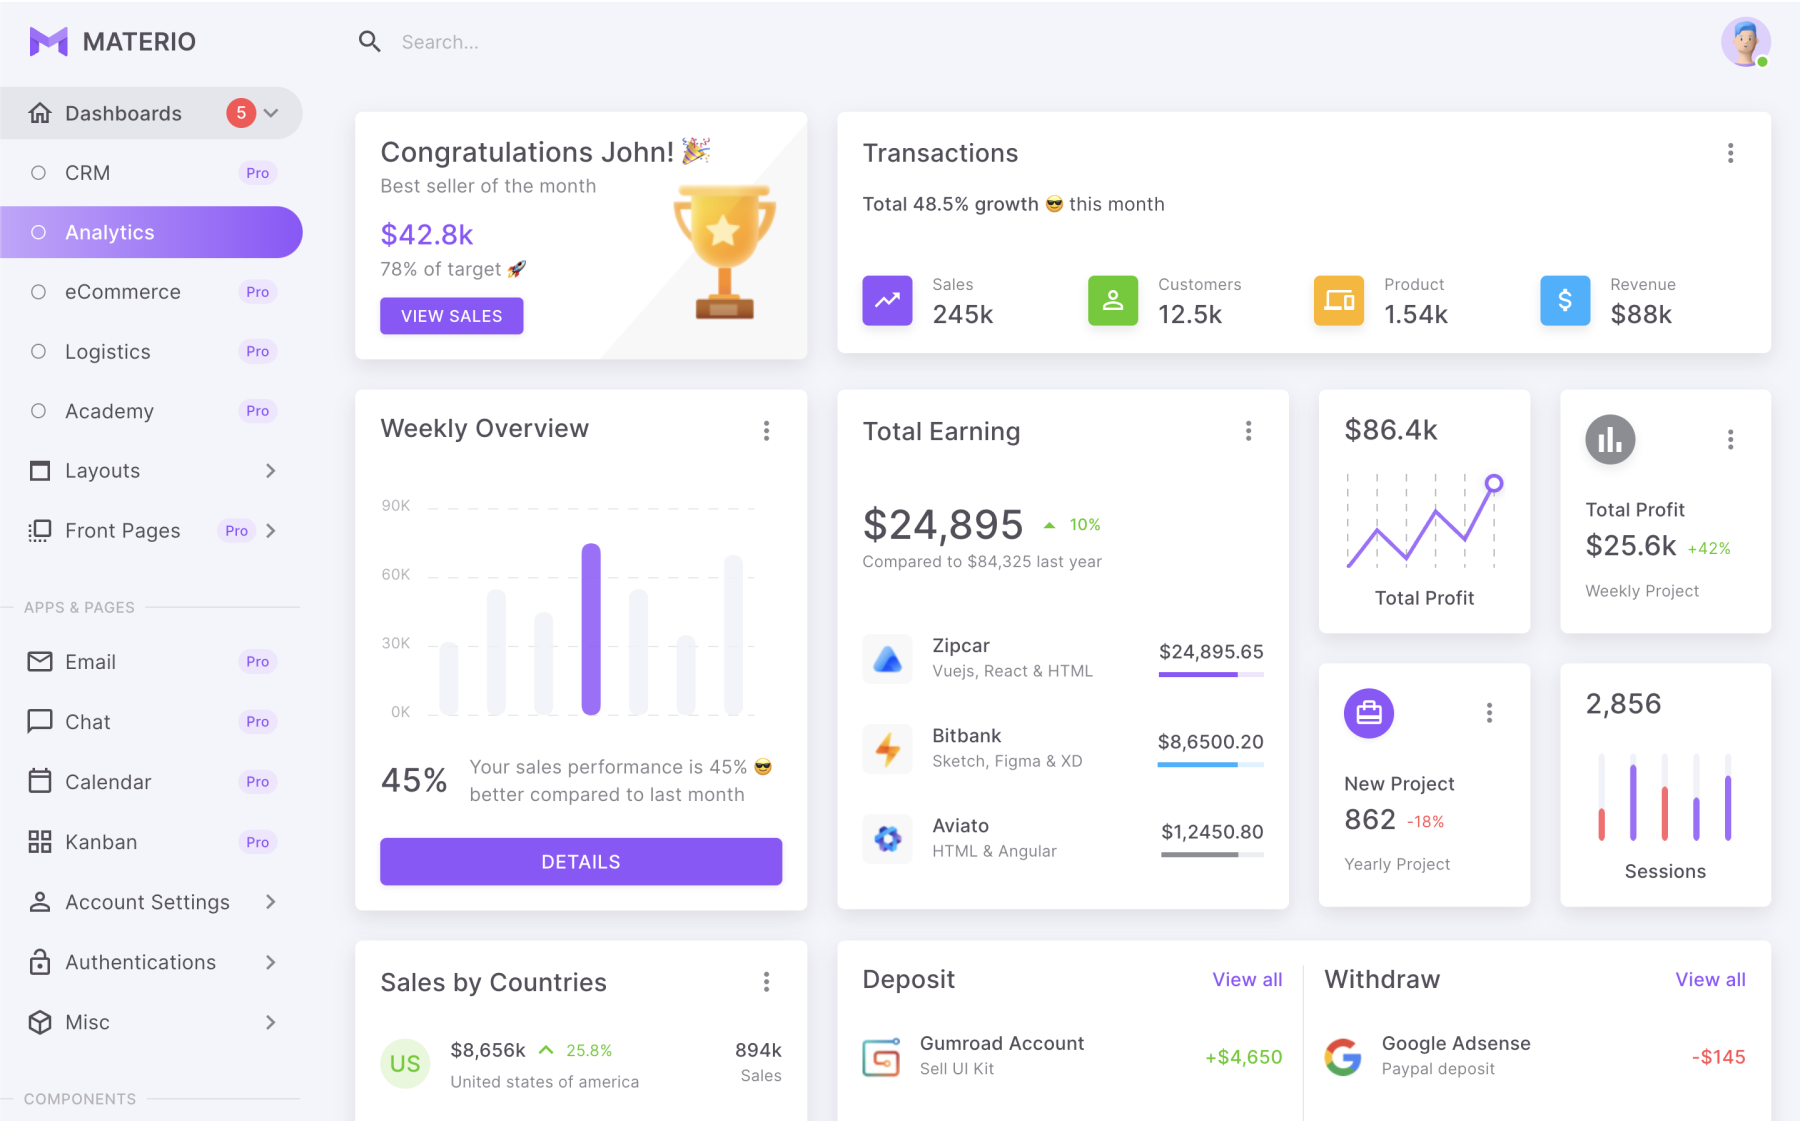 MATERIO
Search...
Dashboards 5
CRM Pro
Analytics
eCommerce Pro
Logistics Pro
Academy Pro
Layouts
Front Pages Pro
APPS & PAGES
Email Pro
Chat Pro
Calendar Pro
Kanban Pro
Account Settings
Authentications
Misc
COMPONENTS
Congratulations John! 🎉
Best seller of the month
$42.8k
78% of target 🚀
VIEW SALES
Transactions
Total 48.5% growth 😎 this month
Sales
245k
Customers
12.5k
Product
1.54k
Revenue
$88k
Weekly Overview
90K
60K
30K
0K
45%
Your sales performance is 45% 😎
better compared to last month
DETAILS
Total Earning
$24,895 10%
Compared to $84,325 last year
Zipcar
Vuejs, React & HTML
$24,895.65
Bitbank
Sketch, Figma & XD
$8,6500.20
Aviato
HTML & Angular
$1,2450.80
$86.4k
Total Profit
Total Profit
$25.6k +42%
Weekly Project
New Project
862 -18%
Yearly Project
2,856
Sessions
Sales by Countries
US
$8,656k 25.8%
United states of america
894k
Sales
Deposit View all
Gumroad Account
Sell UI Kit
+$4,650
Withdraw View all
Google Adsense
Paypal deposit
-$145